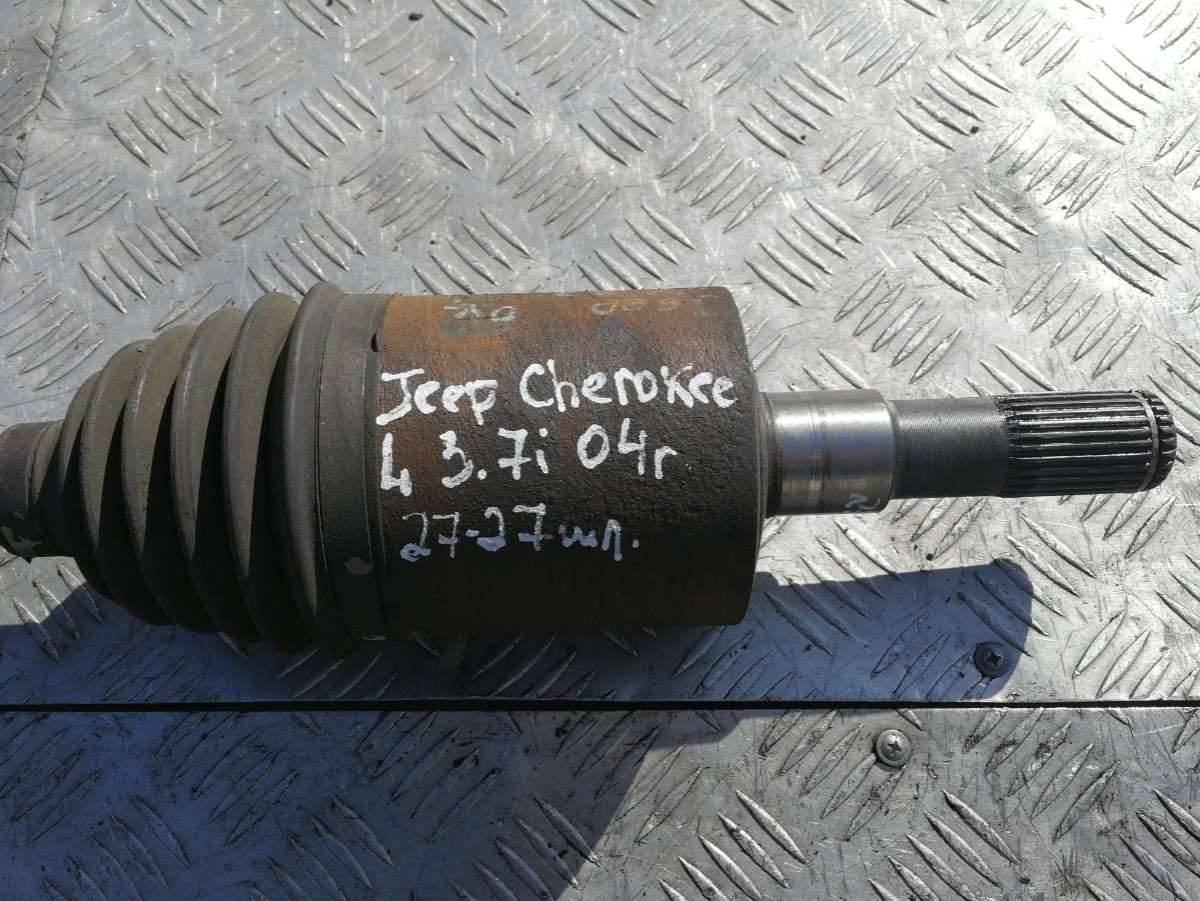 Jeep Cherokee
4 3.7i 04г
27-27шл.